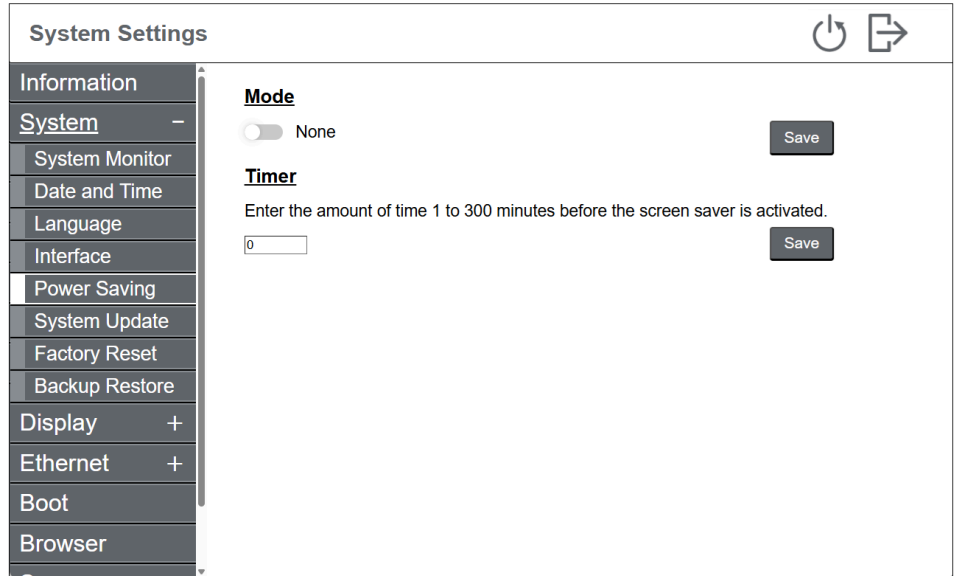 System Settings
Information
System −
System Monitor
Date and Time
Language
Interface
Power Saving
System Update
Factory Reset
Backup Restore
Display +
Ethernet +
Boot
Browser
Mode
None
Save
Timer
Enter the amount of time 1 to 300 minutes before the screen saver is activated.
0
Save